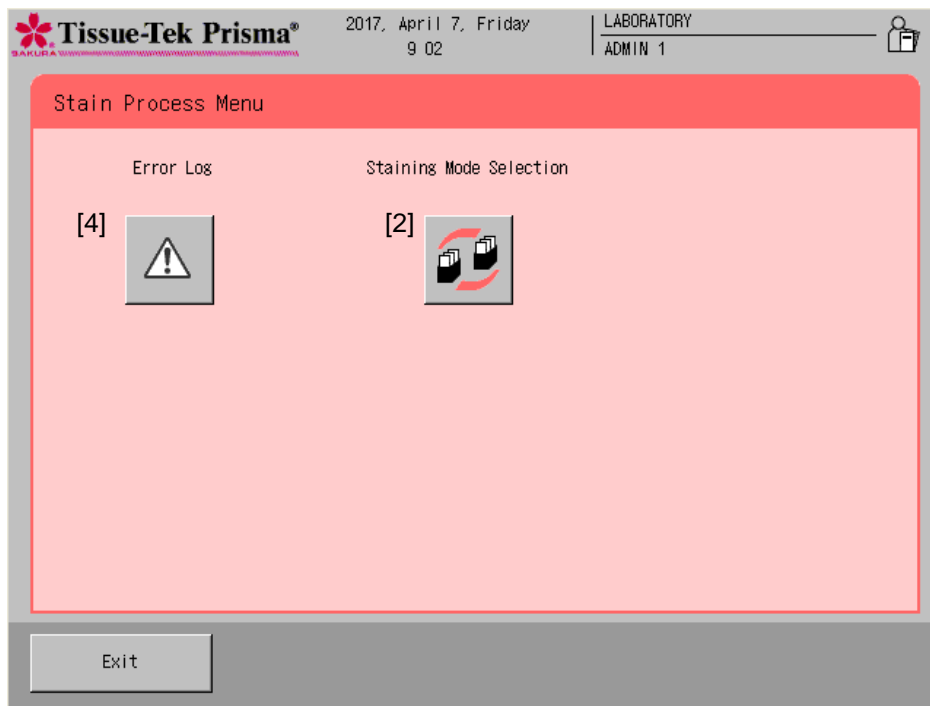 Tissue-Tek Prisma®
SAKURA
2017, April 7, Friday
9 02
LABORATORY
ADMIN 1
Stain Process Menu
Error Log
Staining Mode Selection
[4]
[2]
Exit